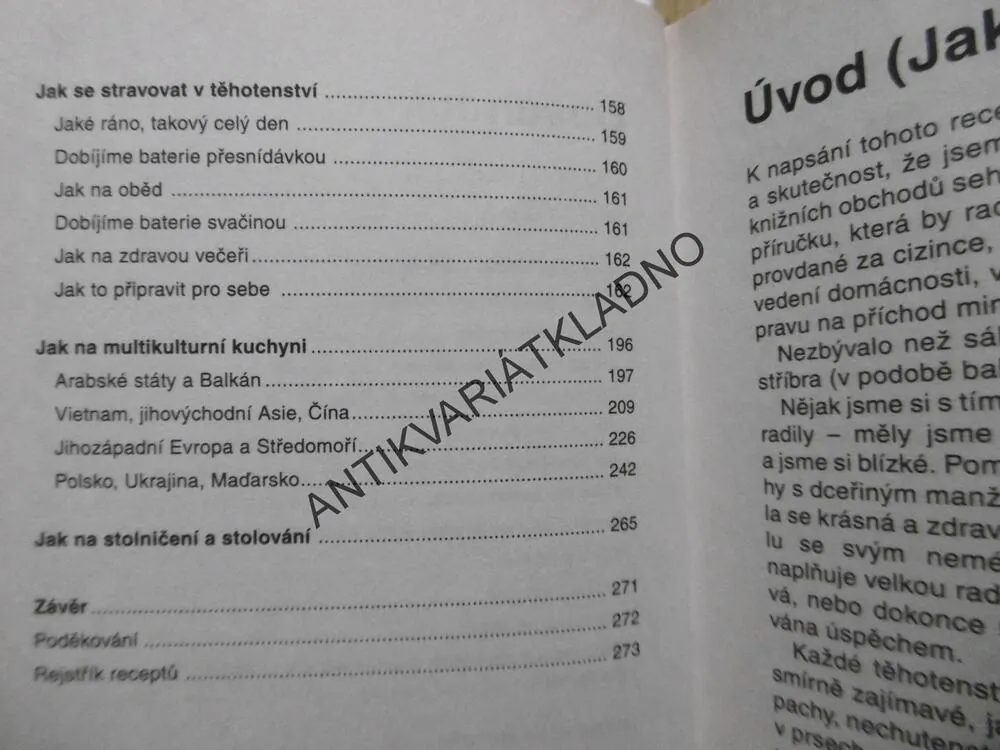 Jak se stravovat v těhotenství ........ 158
Jaké ráno, takový celý den ........ 159
Dobíjíme baterie přesnídávkou ........ 160
Jak na oběd ........ 161
Dobíjíme baterie svačinou ........ 161
Jak na zdravou večeři ........ 162
Jak to připravit pro sebe ........ 162
Jak na multikulturní kuchyni ........ 196
Arabské státy a Balkán ........ 197
Vietnam, jihovýchodní Asie, Čína ........ 209
Jihozápadní Evropa a Středomoří ........ 226
Polsko, Ukrajina, Maďarsko ........ 242
Jak na stolničení a stolování ........ 265
Závěr ........ 271
Poděkování ........ 272
Rejstřík receptů ........ 273
ANTIKVARIÁTKLADNO
Úvod (Jak
K napsání tohoto rece
a skutečnost, že jsem
knižních obchodů seh
příručku, která by rad
provdané za cizince,
vedení domácnosti, v
pravu na příchod mir
Nezbývalo než sá
stříbra (v podobě ba
Nějak jsme si s tím
radily – měly jsme
a jsme si blízké. Pom
hy s dceřiným manž
la se krásná a zdrav
lu se svým nemé
naplňuje velkou rad
vá, nebo dokonce
vána úspěchem.
Každé těhotenst
smírně zajímavé, ja
pachy, nechuten
v prsech